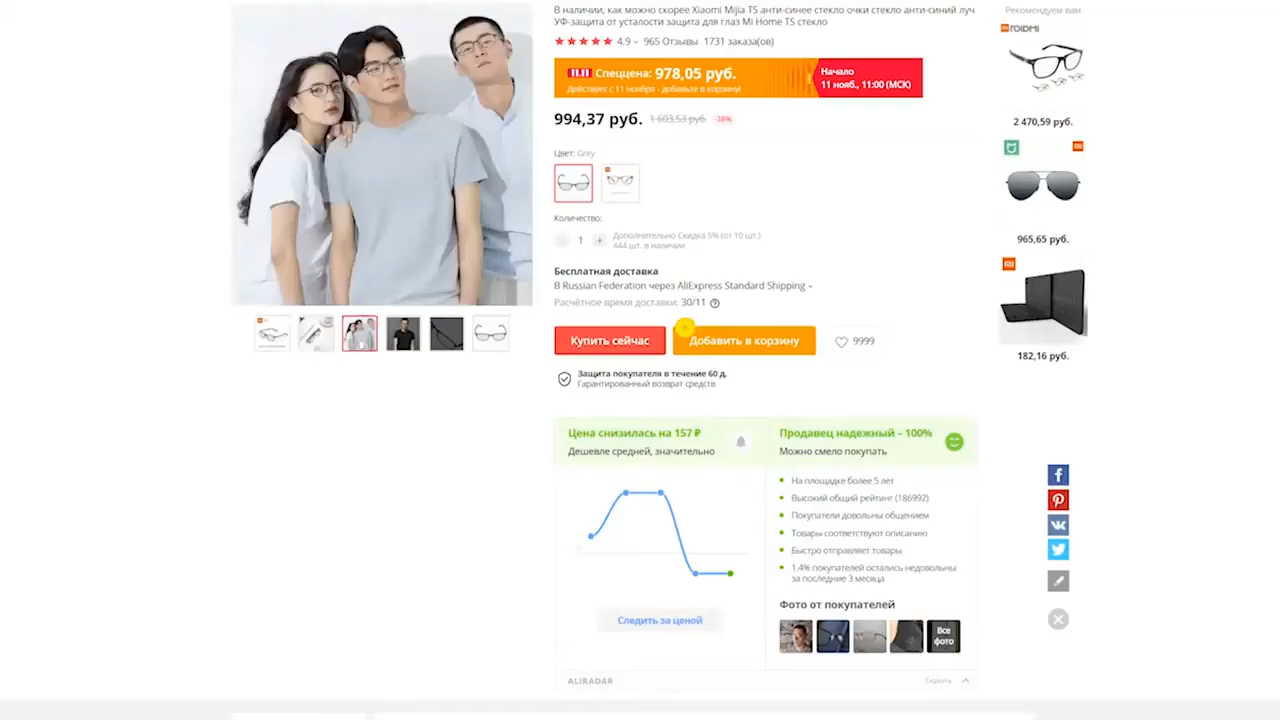 В наличии, как можно скорее Xiaomi Mijia TS анти-синее стекло очки стекло анти-синий луч
УФ-защита от усталости защита для глаз Mi Home TS стекло
4.9 965 Отзывы 1731 заказа(ов)
11.11 Спеццена: 978,05 руб.
Действует с 11 ноября - добавьте в корзину!
Начало
11 нояб., 11:00 (МСК)
994,37 руб. 1 603,53 руб. -38%
Цвет: Grey
Количество:
1 +
Дополнительно Скидка 5% (от 10 шт.)
444 шт. в наличии
Бесплатная доставка
В Russian Federation через AliExpress Standard Shipping
Расчётное время доставки: 30/11 ?
Купить сейчас
Добавить в корзину
9999
Защита покупателя в течение 60 д.
Гарантированный возврат средств
Цена снизилась на 157 ₽
Дешевле средней, значительно
Следить за ценой
Продавец надежный – 100%
Можно смело покупать
На площадке более 5 лет
Высокий общий рейтинг (186992)
Покупатели довольны общением
Товары соответствуют описанию
Быстро отправляет товары
1.4% покупателей остались недовольны
за последние 3 месяца
Фото от покупателей
Все
фото
ALIRADAR
Скрыть
Рекомендуем вам
ROIDMI
2 470,59 руб.
965,65 руб.
182,16 руб.